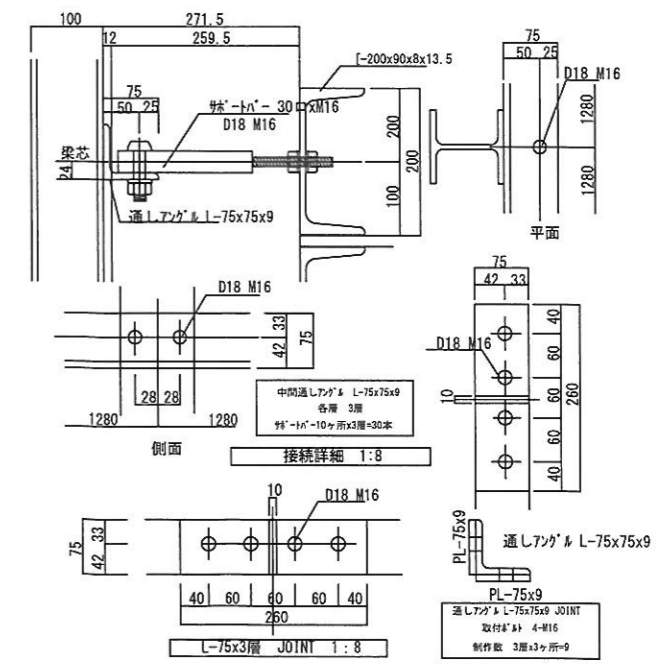 100
271.5
12
259.5
[-200x90x8x13.5
75
50 25
サポートバー 30 xM16
D18 M16
梁芯
24
通しアングル L-75x75x9
200
100
200
75
50 25
D18 M16
1280
1280
平面
D18 M16
33
42
75
28 28
1280
1280
側面
中間通しアングル L-75x75x9
各層 3層
サポートバー10ヶ所x3層=30本
接続詳細 1:8
75
42 33
D18 M16
10
40
60
60
60
40
260
10
D18 M16
33
42
75
40 60 60 60 40
260
L-75x3層 JOINT 1:8
PL-75x9
通しアングル L-75x75x9
PL-75x9
通しアングル L-75x75x9 JOINT
取付ボルト 4-M16
制作数 3層x3ヶ所=9